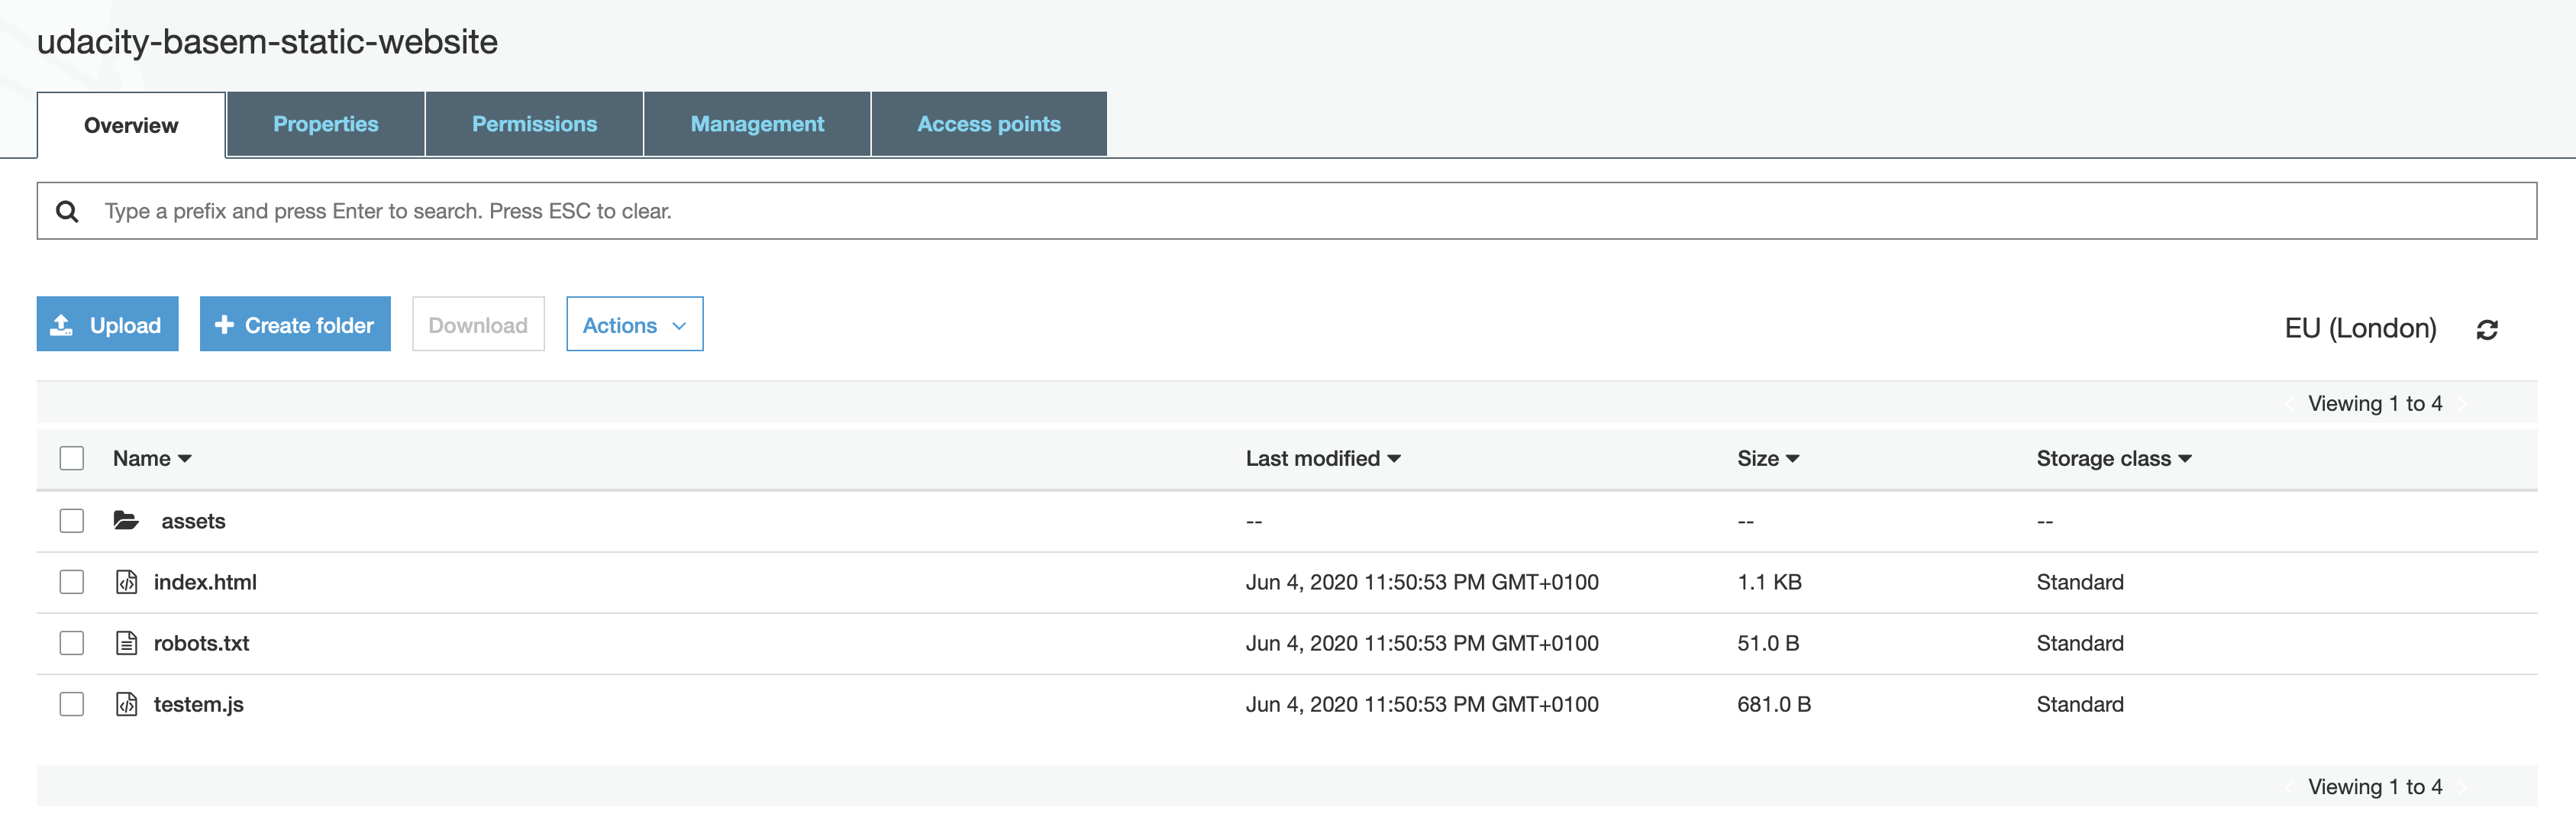 udacity-basem-static-website
Overview Properties Permissions Management Access points
Type a prefix and press Enter to search. Press ESC to clear.
Upload Create folder Download Actions EU (London)
Viewing 1 to 4
Name Last modified Size Storage class
assets -- -- --
index.html Jun 4, 2020 11:50:53 PM GMT+0100 1.1 KB Standard
robots.txt Jun 4, 2020 11:50:53 PM GMT+0100 51.0 B Standard
testem.js Jun 4, 2020 11:50:53 PM GMT+0100 681.0 B Standard
Viewing 1 to 4